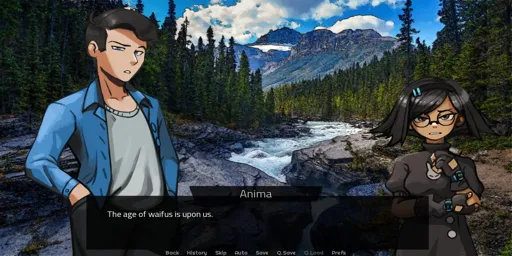 Anima
The age of waifus is upon us.
Back History Skip Auto Save Q.Save Q.Load Prefs